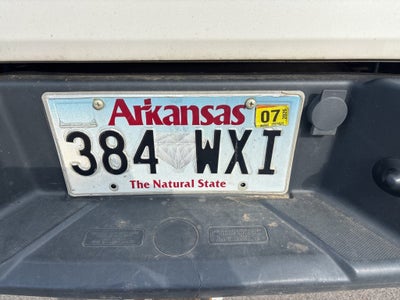 Arkansas
07
384 WXI
The Natural State